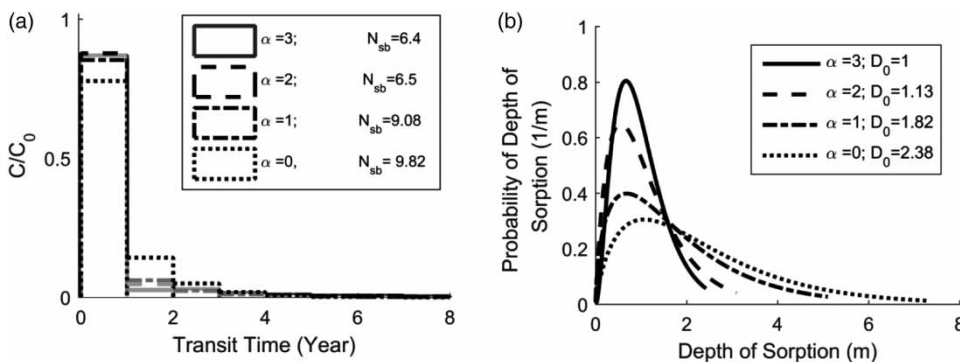 (a)
1
0.5
0
C/C0
0 2 4 6 8
Transit Time (Year)
α =3; Nsb=6.4
α =2; Nsb=6.5
α =1; Nsb=9.08
α =0, Nsb= 9.82
(b)
1
0.8
0.6
0.4
0.2
0
Probability of Depth of
Sorption (1/m)
0 2 4 6 8
Depth of Sorption (m)
α =3; D0=1
α =2; D0=1.13
α =1; D0=1.82
α =0; D0=2.38